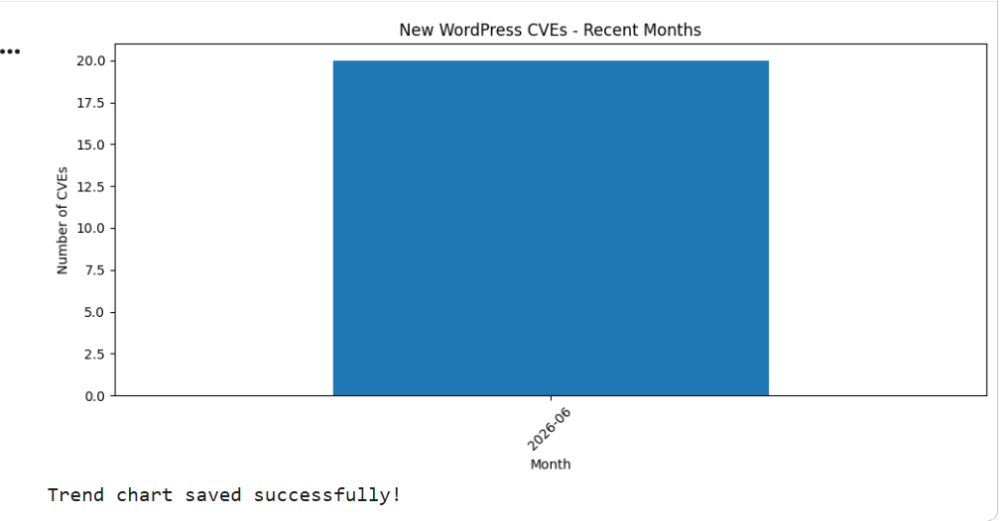 New WordPress CVEs - Recent Months
...
20.0
17.5
15.0
12.5
10.0
7.5
5.0
2.5
0.0
Number of CVEs
2026-06
Month
Trend chart saved successfully!